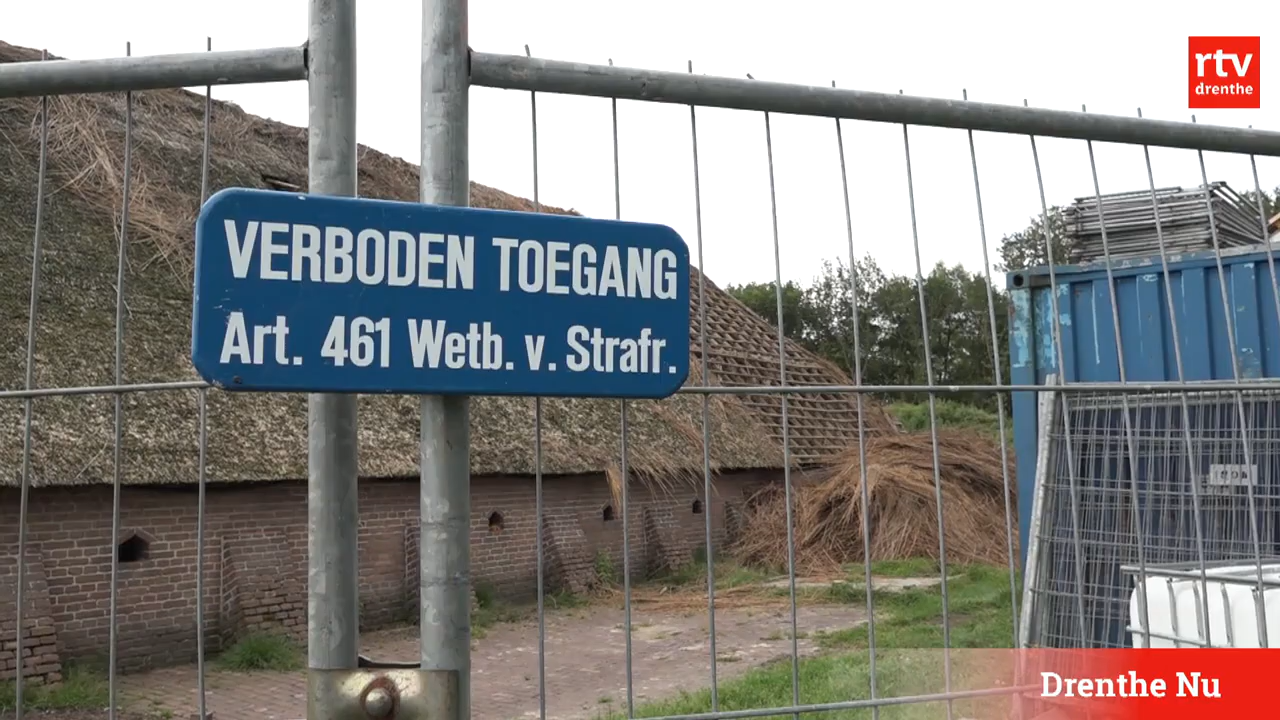 rtv
drenthe
VERBODEN TOEGANG
Art. 461 Wetb. v. Strafr.
Drenthe Nu